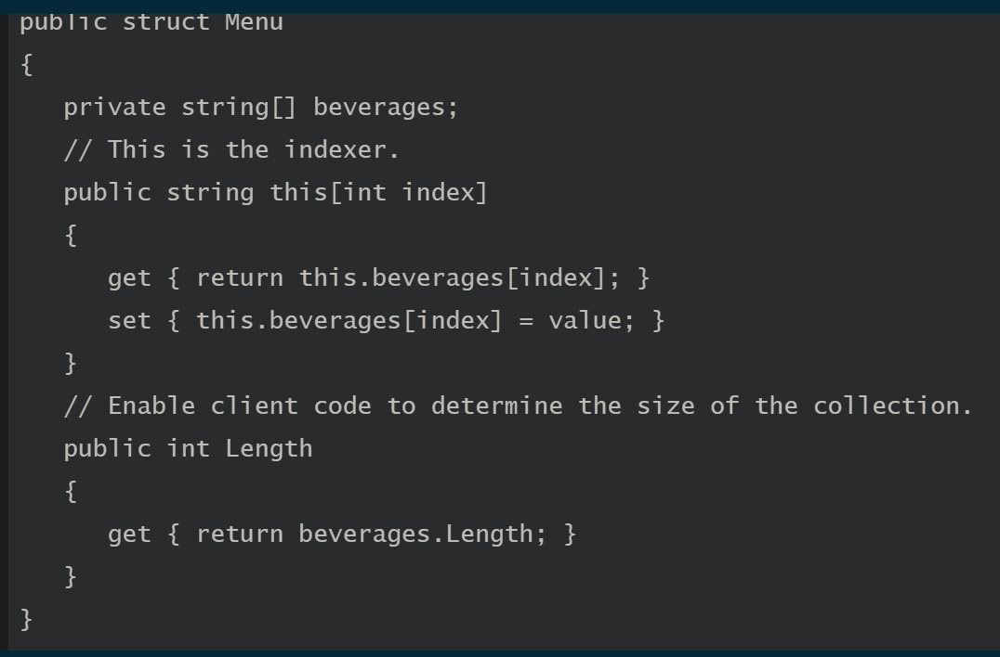 public struct Menu
{
   private string[] beverages;
   // This is the indexer.
   public string this[int index]
   {
      get { return this.beverages[index]; }
      set { this.beverages[index] = value; }
   }
   // Enable client code to determine the size of the collection.
   public int Length
   {
      get { return beverages.Length; }
   }
}